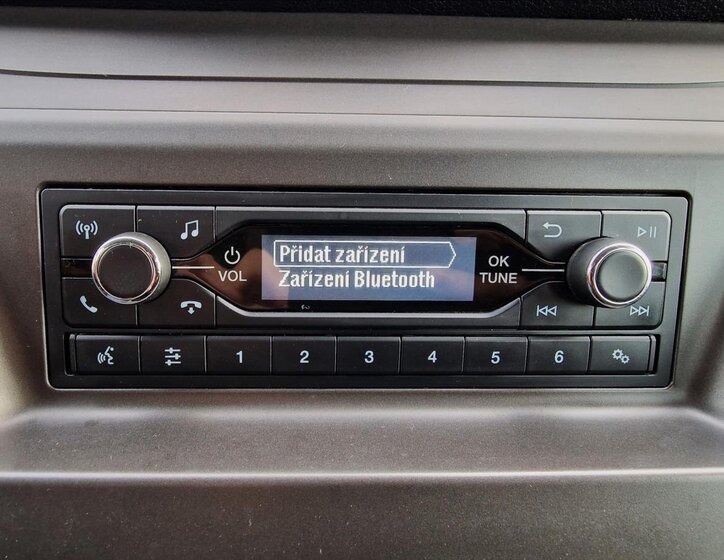 Přidat zařízení
Zařízení Bluetooth
VOL
OK
TUNE
1 2 3 4 5 6